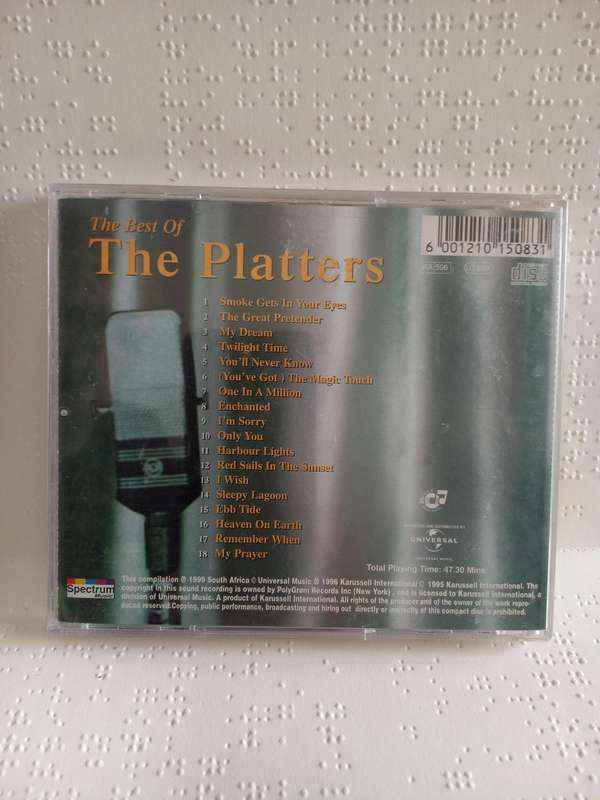 The Best Of
The Platters
6 001210 150831
disc
1 Smoke Gets In Your Eyes
2 The Great Pretender
3 My Dream
4 Twilight Time
5 You'll Never Know
6 (You've Got ) The Magic Touch
7 One In A Million
8 Enchanted
9 I'm Sorry
10 Only You
11 Harbour Lights
12 Red Sails In The Sunset
13 I Wish
14 Sleepy Lagoon
15 Ebb Tide
16 Heaven On Earth
17 Remember When
18 My Prayer
UNIVERSAL
UNIVERSAL MUSIC
Total Playing Time: 47.30 Mins
Spectrum
Music
This compilation ℗ 1999 South Africa © Universal Music ℗ 1996 Karussell International © 1995 Karussell International. The
copyright in this sound recording is owned by PolyGram Records Inc (New York) , and is licensed to Karussell International, a
division of Universal Music. A product of Karussell International. All rights of the producer and of the owner of the work repro-
duced reserved.Copying, public performance, broadcasting and hiring out directly or indirectly of this compact disc is prohibited.